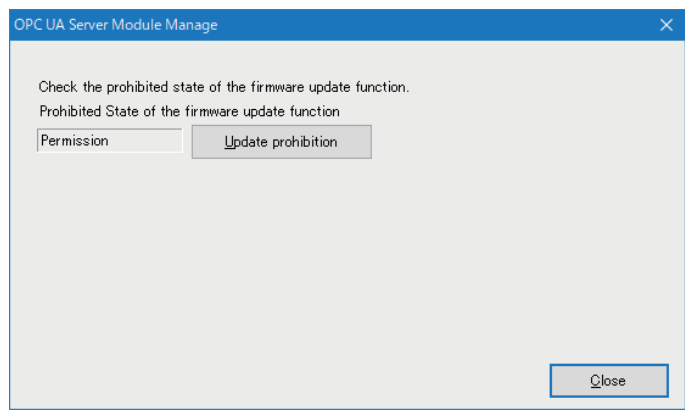 OPC UA Server Module Manage
Check the prohibited state of the firmware update function.
Prohibited State of the firmware update function
Permission
Update prohibition
Close